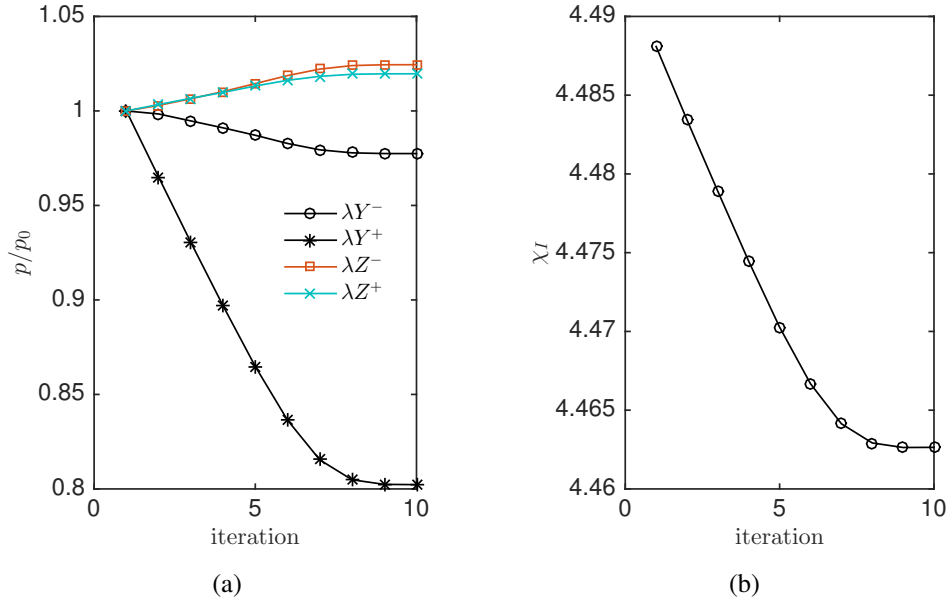 1.05
1
0.95
0.9
0.85
0.8
p/p₀
λY⁻
λY⁺
λZ⁻
λZ⁺
0
5
10
iteration
(a)
4.49
4.485
4.48
4.475
4.47
4.465
4.46
χ_I
0
5
10
iteration
(b)